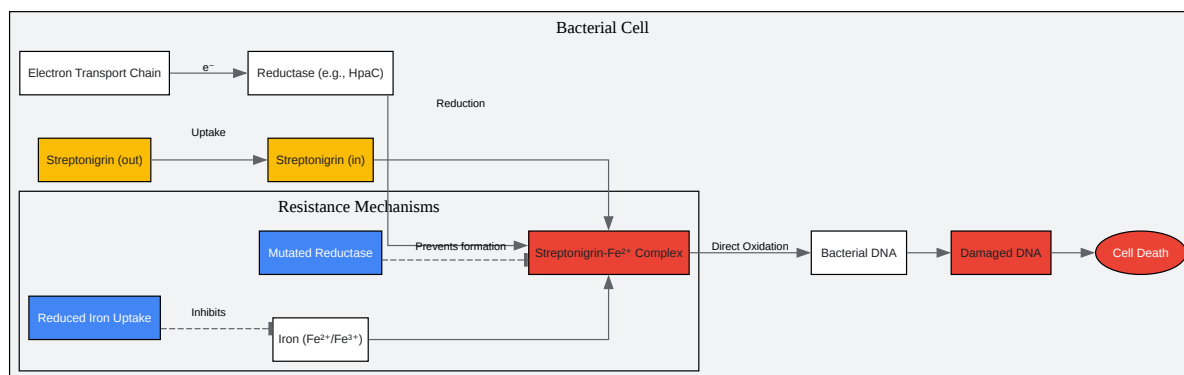 Bacterial Cell
Electron Transport Chain
e⁻
Reductase (e.g., HpaC)
Reduction
Uptake
Streptonigrin (out)
Streptonigrin (in)
Resistance Mechanisms
Mutated Reductase
Prevents formation
Streptonigrin-Fe²⁺ Complex
Direct Oxidation
Bacterial DNA
Damaged DNA
Cell Death
Reduced Iron Uptake
Inhibits
Iron (Fe²⁺/Fe³⁺)